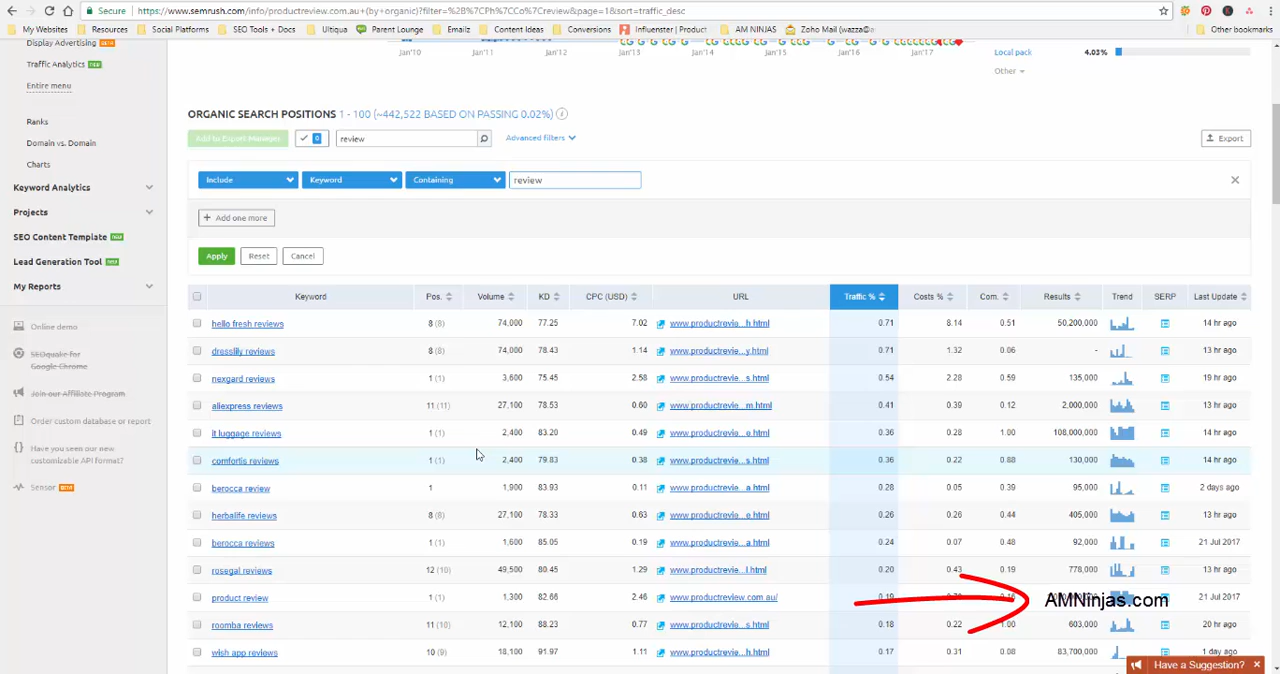 Secure https://www.semrush.com/info/productreview.com.au+(by+organic)?filter=%2B%7CPh%7CCo%7Creview&page=1&sort=traffic_desc
My Websites Resources Social Platforms SEO Tools + Docs Ultiqua Parent Lounge Emailz Content Ideas Conversions Influenster | Product AM NINJAS Zoho Mail (wazza@ Other bookmarks
Display Advertising BETA
Jan'10 Jan'11 Jan'12 Jan'13 Jan'14 Jan'15 Jan'16 Jan'17
Local pack 4.03%
Traffic Analytics new
Other
Entire menu
Ranks
Domain vs. Domain
Charts
Keyword Analytics
Projects
SEO Content Template new
Lead Generation Tool new
My Reports
Online demo
SEOquake for
Google Chrome
Join our Affiliate Program
Order custom database or report
Have you seen our new
customizable API format?
Sensor BETA
ORGANIC SEARCH POSITIONS 1 - 100 (~442,522 BASED ON PASSING 0.02%) i
Add to Export Manager 0 review Advanced filters Export
Include Keyword Containing review
+ Add one more
Apply Reset Cancel
Keyword Pos. Volume KD CPC (USD) URL Traffic % Costs % Com. Results Trend SERP Last Update
hello fresh reviews 8 (8) 74,000 77.25 7.02 www.productrevie...h.html 0.71 8.14 0.51 50,200,000 14 hr ago
dresslily reviews 8 (8) 74,000 78.43 1.14 www.productrevie...y.html 0.71 1.32 0.06 - 13 hr ago
nexgard reviews 1 (1) 3,600 75.45 2.58 www.productrevie...s.html 0.54 2.28 0.59 135,000 19 hr ago
aliexpress reviews 11 (11) 27,100 78.53 0.60 www.productrevie...m.html 0.41 0.39 0.12 2,000,000 13 hr ago
it luggage reviews 1 (1) 2,400 83.20 0.49 www.productrevie...e.html 0.36 0.28 1.00 108,000,000 14 hr ago
comfortis reviews 1 (1) 2,400 79.83 0.38 www.productrevie...s.html 0.36 0.22 0.88 130,000 14 hr ago
berocca review 1 1,900 83.93 0.11 www.productrevie...a.html 0.28 0.05 0.39 95,000 2 days ago
herbalife reviews 8 (8) 27,100 78.33 0.63 www.productrevie...e.html 0.26 0.26 0.44 405,000 13 hr ago
berocca reviews 1 (1) 1,600 85.05 0.19 www.productrevie...a.html 0.24 0.07 0.48 92,000 21 Jul 2017
rosegal reviews 12 (10) 49,500 80.45 1.29 www.productrevie...l.html 0.20 0.43 0.19 778,000 13 hr ago
product review 1 (1) 1,300 82.66 2.46 www.productreview.com.au/ 0.19 21 Jul 2017
AMNinjas.com
roomba reviews 11 (10) 12,100 88.23 0.77 www.productrevie...s.html 0.18 0.22 1.00 603,000 20 hr ago
wish app reviews 10 (9) 18,100 91.97 1.11 www.productrevie...h.html 0.17 0.31 0.08 83,700,000 1 day ago
Have a Suggestion? ×